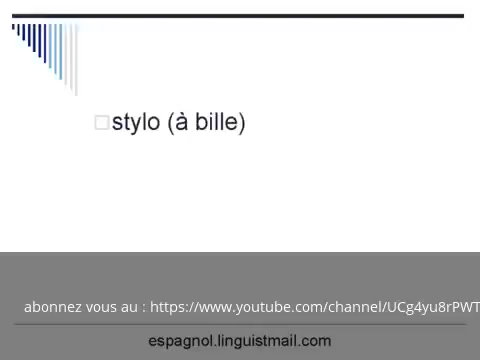 stylo (à bille)
abonnez vous au : https://www.youtube.com/channel/UCg4yu8rPWT
espagnol.linguistmail.com